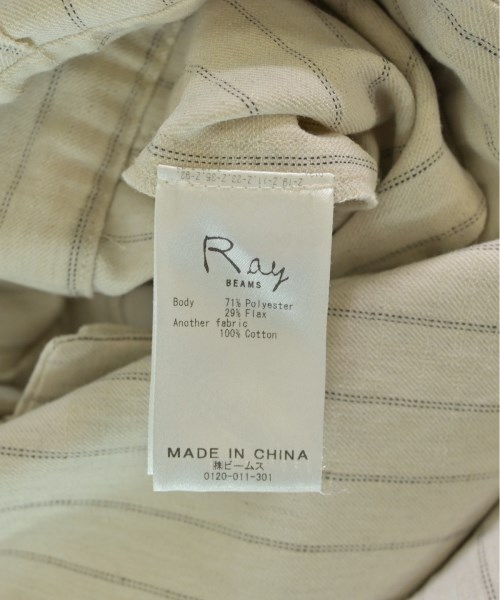 Ray
BEAMS
Body 71% Polyester
29% Flax
Another fabric
100% Cotton
MADE IN CHINA
㈱ビームス
0120-011-301